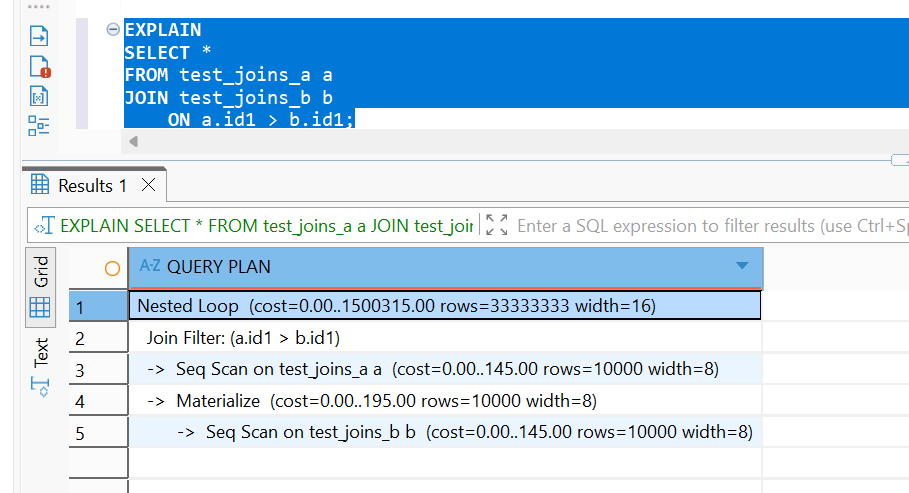 EXPLAIN
SELECT *
FROM test_joins_a a
JOIN test_joins_b b
ON a.id1 > b.id1;
Results 1
EXPLAIN SELECT * FROM test_joins_a a JOIN test_joi
Enter a SQL expression to filter results (use Ctrl+Sp
Grid
Text
A-Z QUERY PLAN
1 Nested Loop (cost=0.00..1500315.00 rows=33333333 width=16)
2 Join Filter: (a.id1 > b.id1)
3 -> Seq Scan on test_joins_a a (cost=0.00..145.00 rows=10000 width=8)
4 -> Materialize (cost=0.00..195.00 rows=10000 width=8)
5 -> Seq Scan on test_joins_b b (cost=0.00..145.00 rows=10000 width=8)